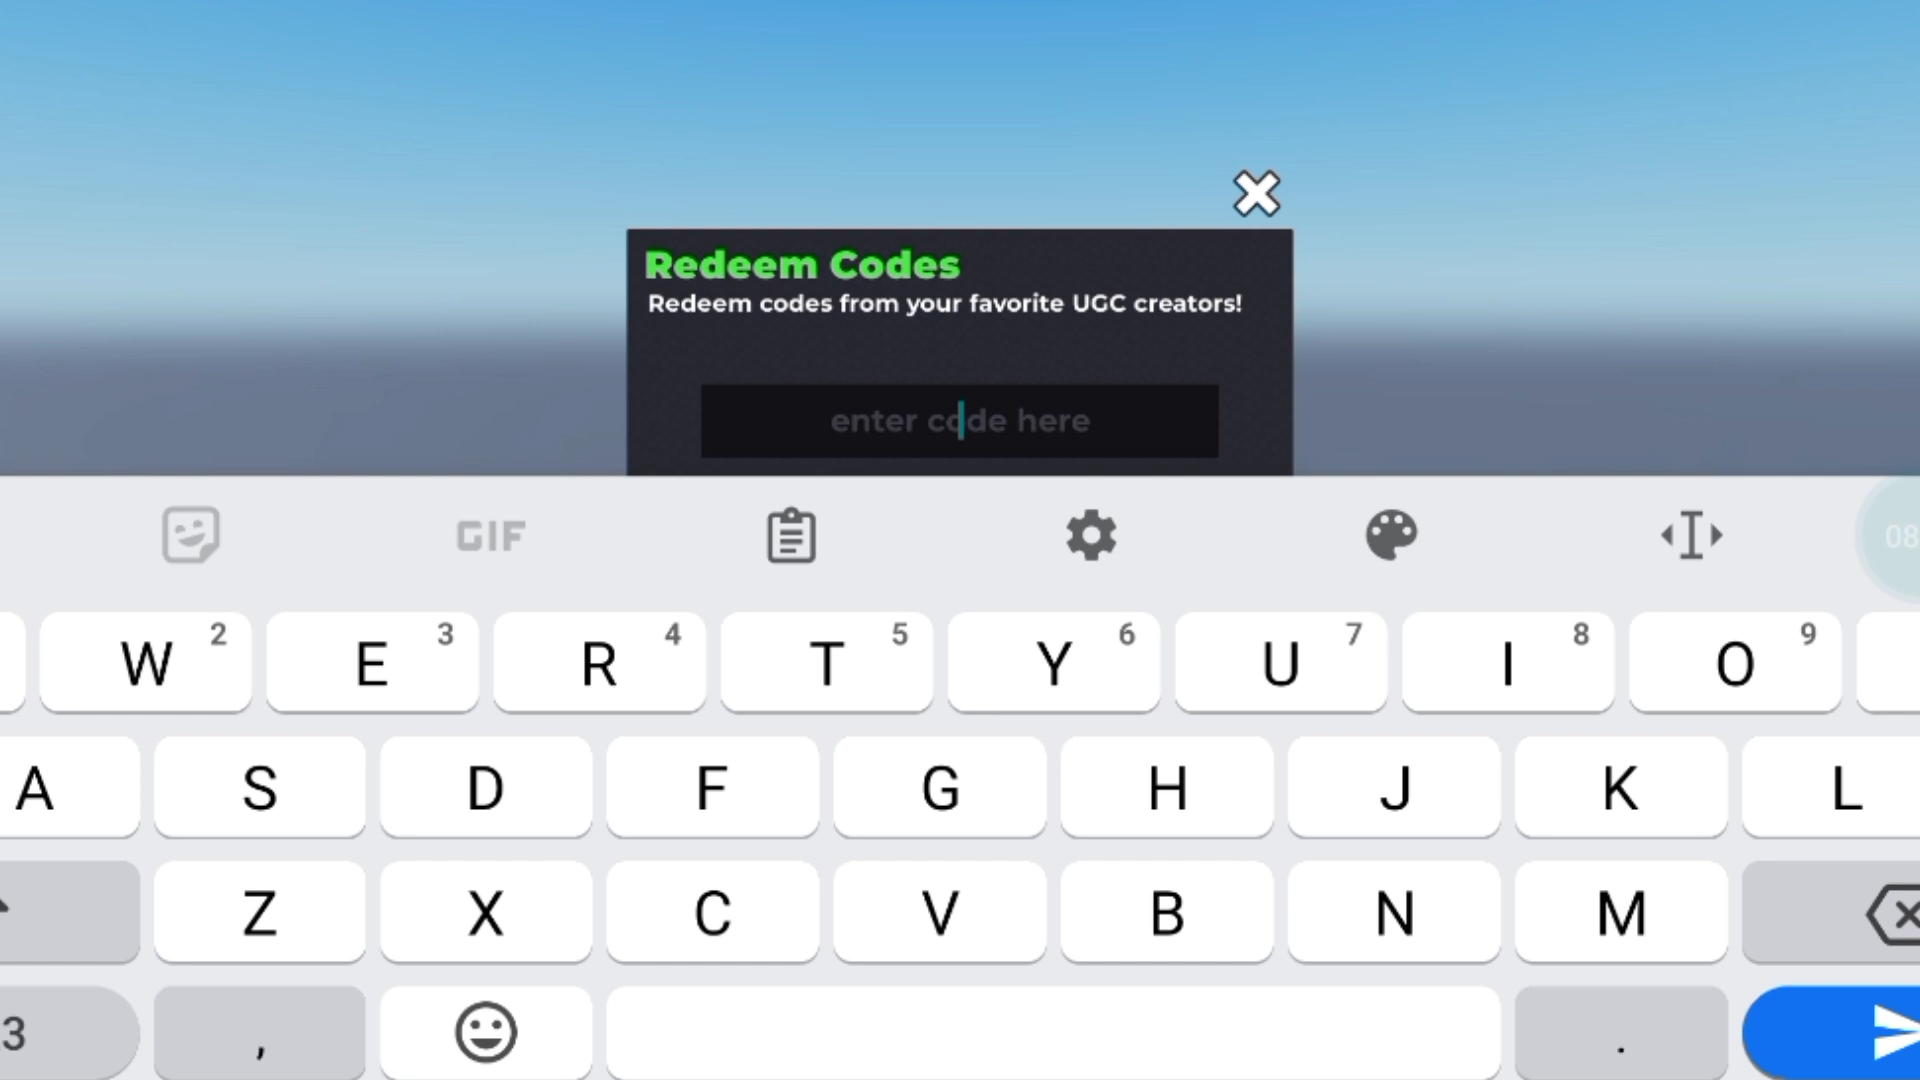 Redeem Codes
Redeem codes from your favorite UGC creators!
enter code here
GIF
08
W 2 E 3 R 4 T 5 Y 6 U 7 I 8 O 9
A S D F G H J K L
Z X C V B N M
3 , .